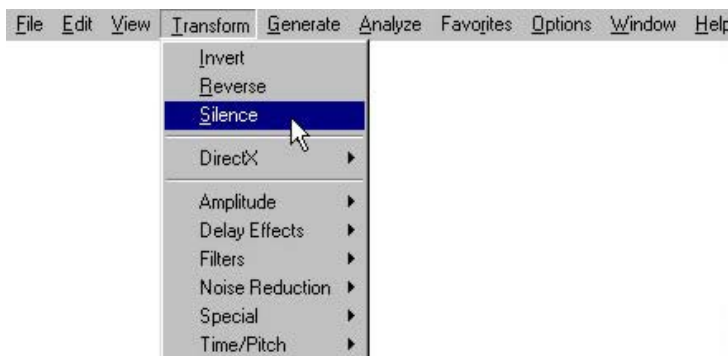 File Edit View Transform Generate Analyze Favorites Options Window Help
Invert
Reverse
Silence
DirectX
Amplitude
Delay Effects
Filters
Noise Reduction
Special
Time/Pitch